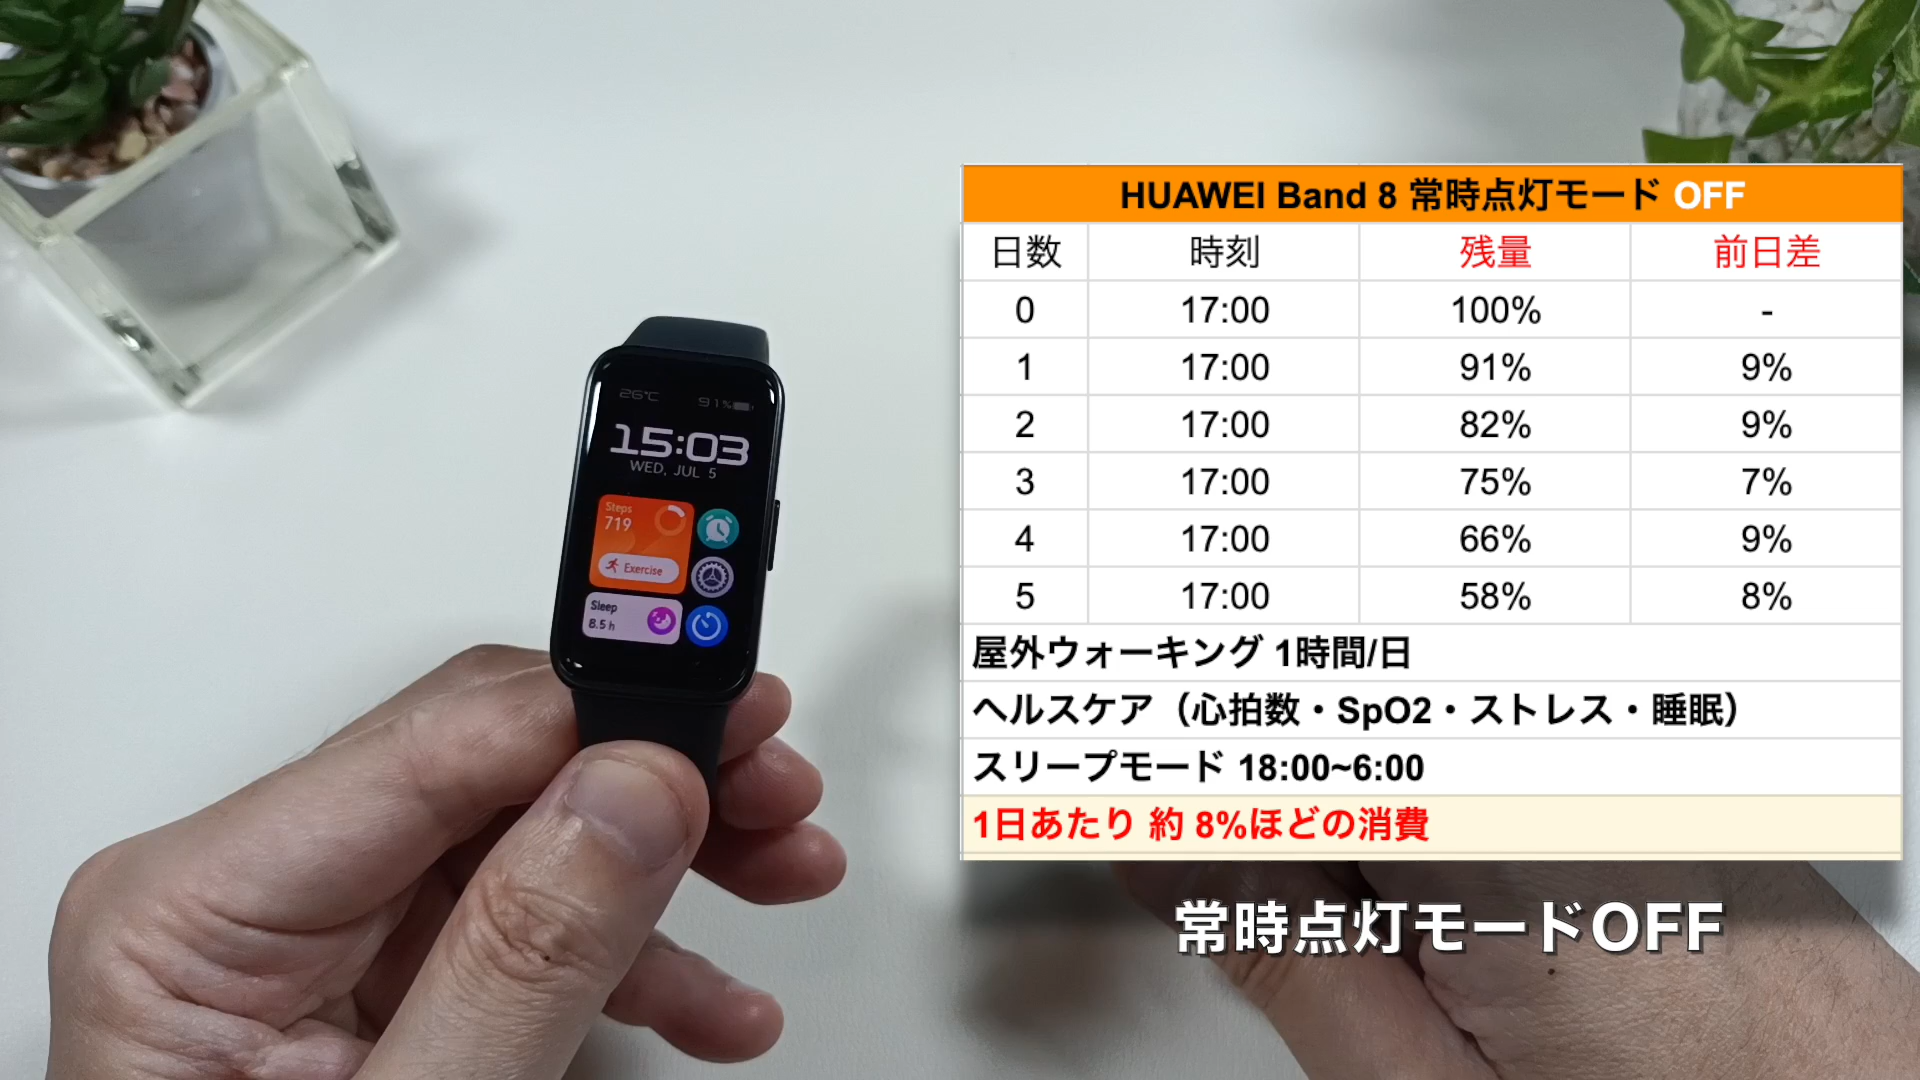 26℃ 91%
15:03
WED, JUL 5
Steps
719
Exercise
Sleep
8.5 h
HUAWEI Band 8 常時点灯モード OFF
日数 時刻 残量 前日差
0 17:00 100% -
1 17:00 91% 9%
2 17:00 82% 9%
3 17:00 75% 7%
4 17:00 66% 9%
5 17:00 58% 8%
屋外ウォーキング 1時間/日
ヘルスケア（心拍数・SpO2・ストレス・睡眠）
スリープモード 18:00~6:00
1日あたり 約 8%ほどの消費
常時点灯モードOFF